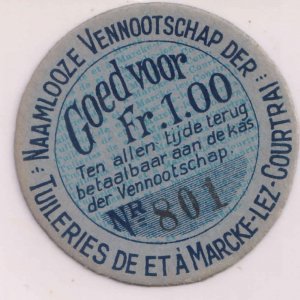 NAAMLOOZE VENNOOTSCHAP DER
TUILERIES DE ET À MARCKE-LEZ-COURTRAI
Goed voor
Fr. 1.00
Ten allen tijde terug
betaalbaar aan de kas
der Vennootschap.
NR 801